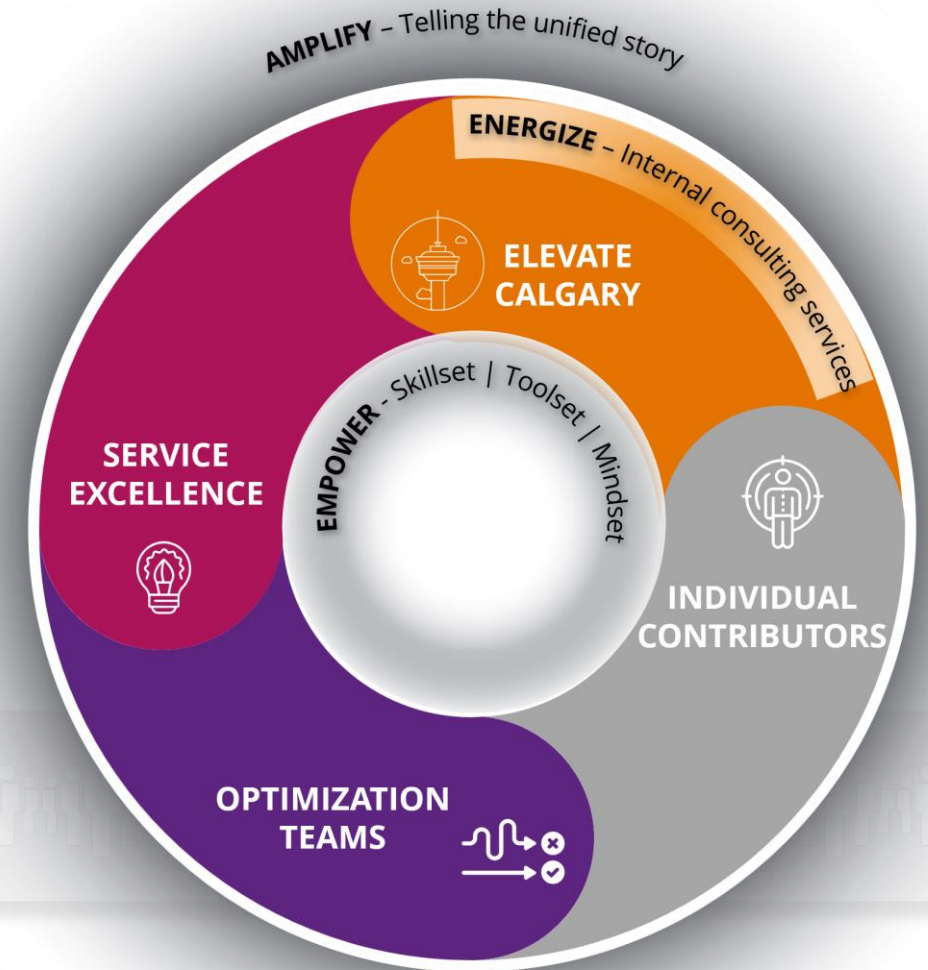 AMPLIFY – Telling the unified story
ENERGIZE – Internal consulting services
ELEVATE
CALGARY
EMPOWER - Skillset | Toolset | Mindset
SERVICE
EXCELLENCE
INDIVIDUAL
CONTRIBUTORS
OPTIMIZATION
TEAMS